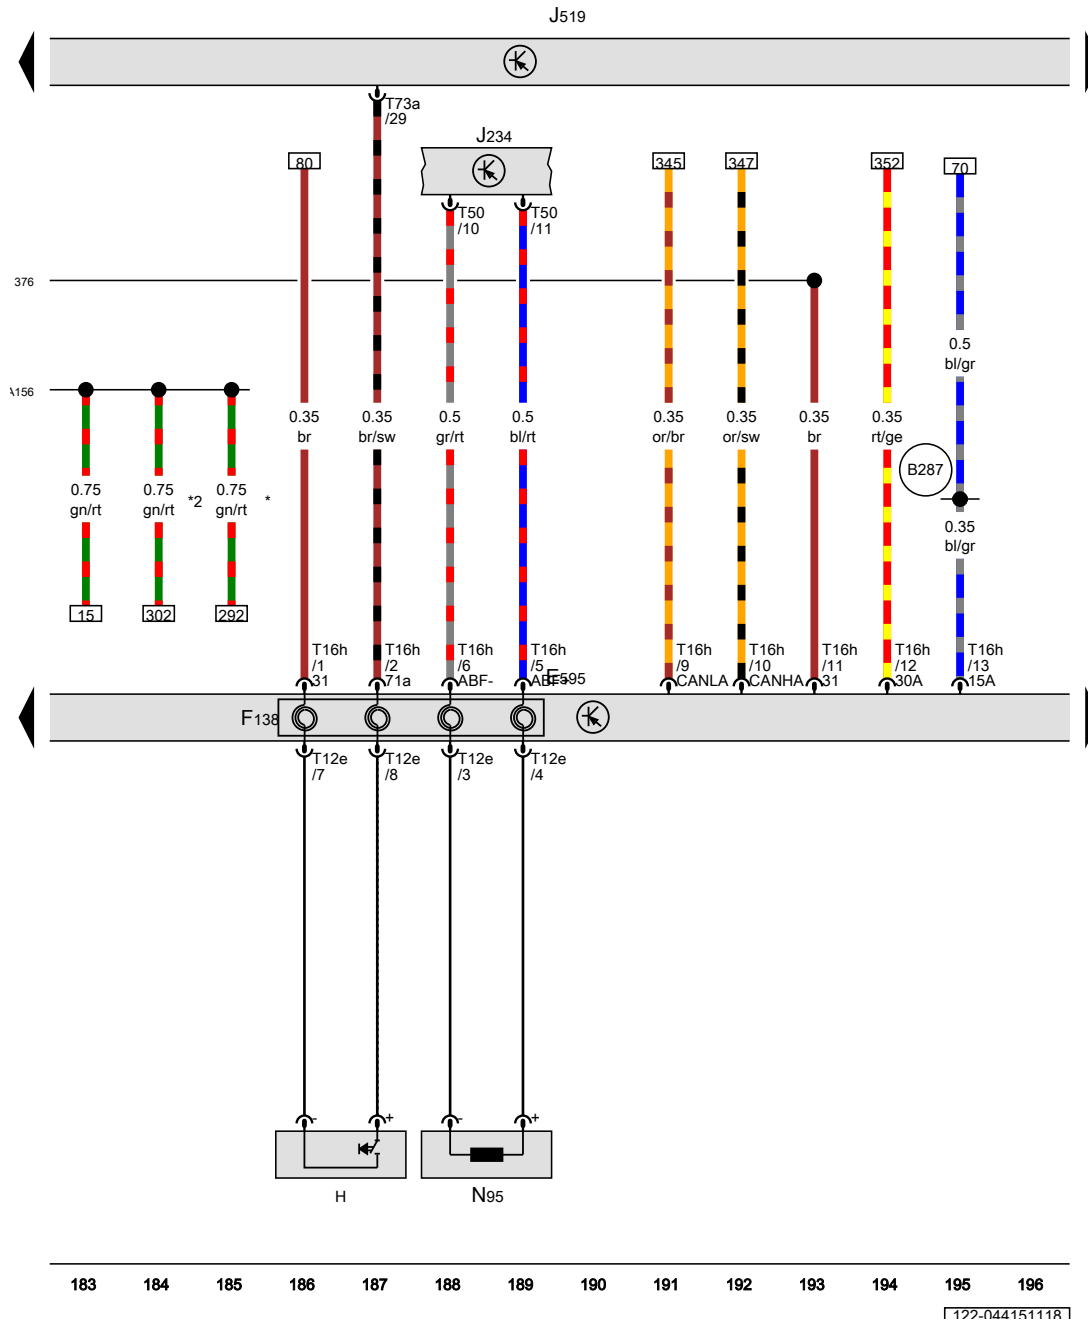 J519
T73a
/29
J234
80
345
347
352
70
T50
/10
T50
/11
376
A156
0.5
bl/gr
0.35
br
0.35
br/sw
0.5
gr/rt
0.5
bl/rt
0.35
or/br
0.35
or/sw
0.35
br
0.35
rt/ge
B287
0.75
gn/rt
0.75
gn/rt
*2
0.75
gn/rt
*
0.35
bl/gr
15
302
292
T16h
/1
31
T16h
/2
71a
T16h
/6
ABF-
T16h
/5
ABF+
E595
T16h
/9
CANLA
T16h
/10
CANHA
T16h
/11
31
T16h
/12
30A
T16h
/13
15A
F138
T12e
/7
T12e
/8
T12e
/3
T12e
/4
-
+
-
+
H
N95
183 184 185 186 187 188 189 190 191 192 193 194 195 196
122-044151118